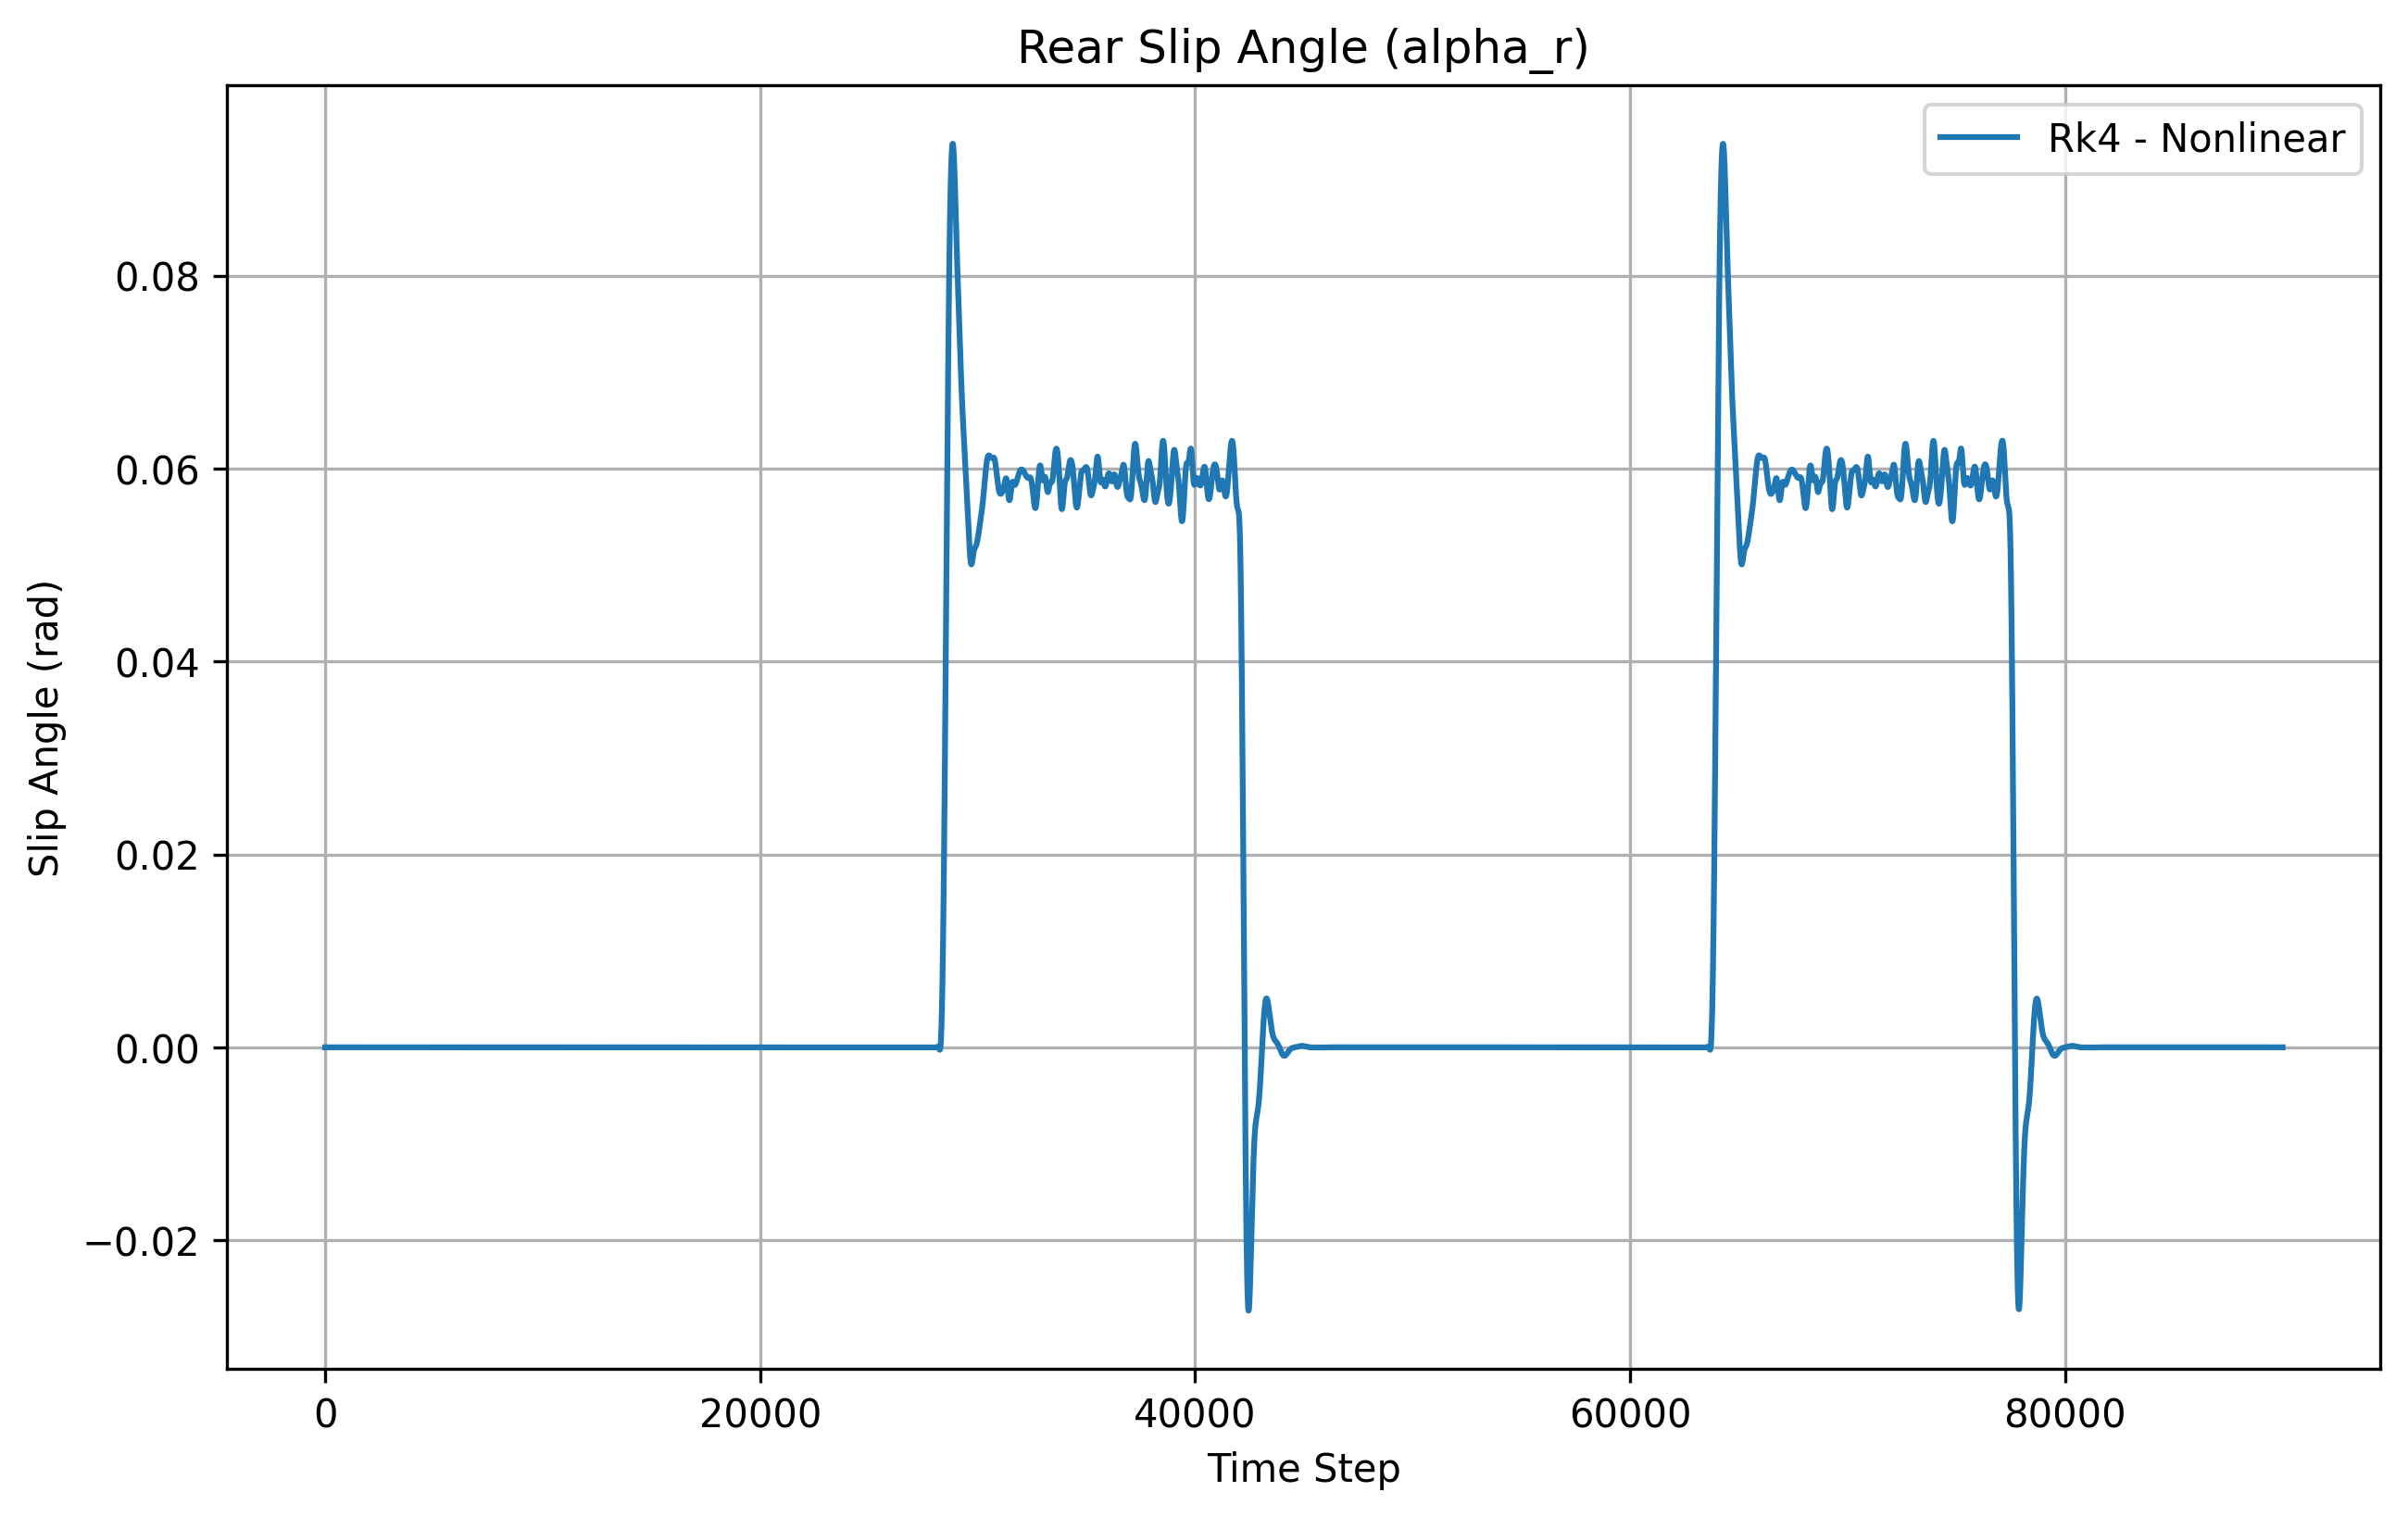 Rear Slip Angle (alpha_r)
Rk4 - Nonlinear
Slip Angle (rad)
0.08
0.06
0.04
0.02
0.00
−0.02
0
20000
40000
60000
80000
Time Step